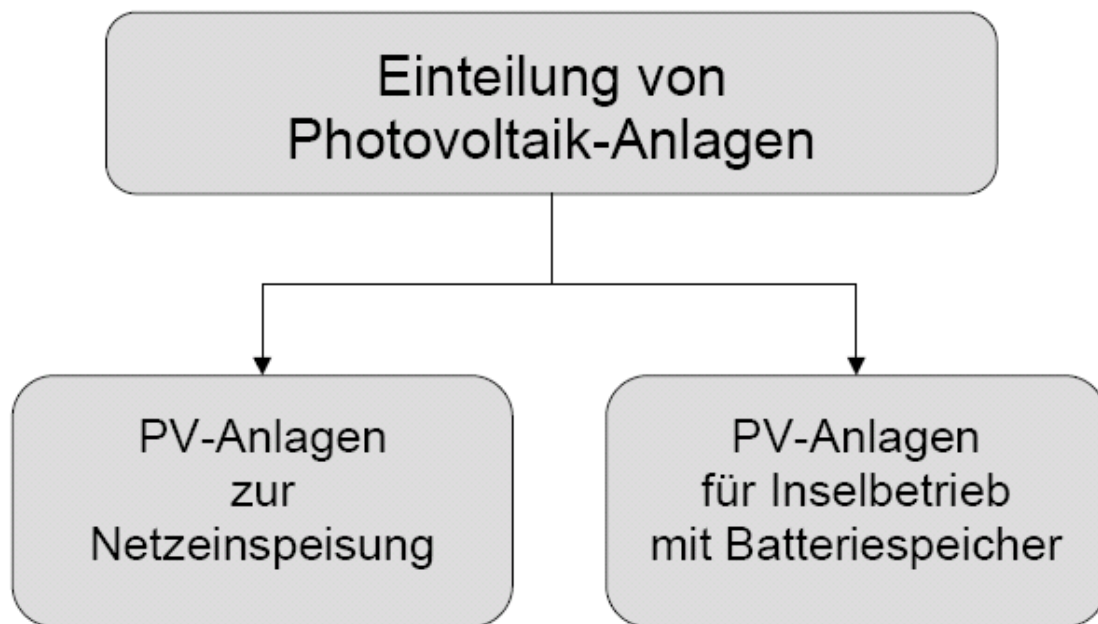 Einteilung von
Photovoltaik-Anlagen
PV-Anlagen
zur
Netzeinspeisung
PV-Anlagen
für Inselbetrieb
mit Batteriespeicher